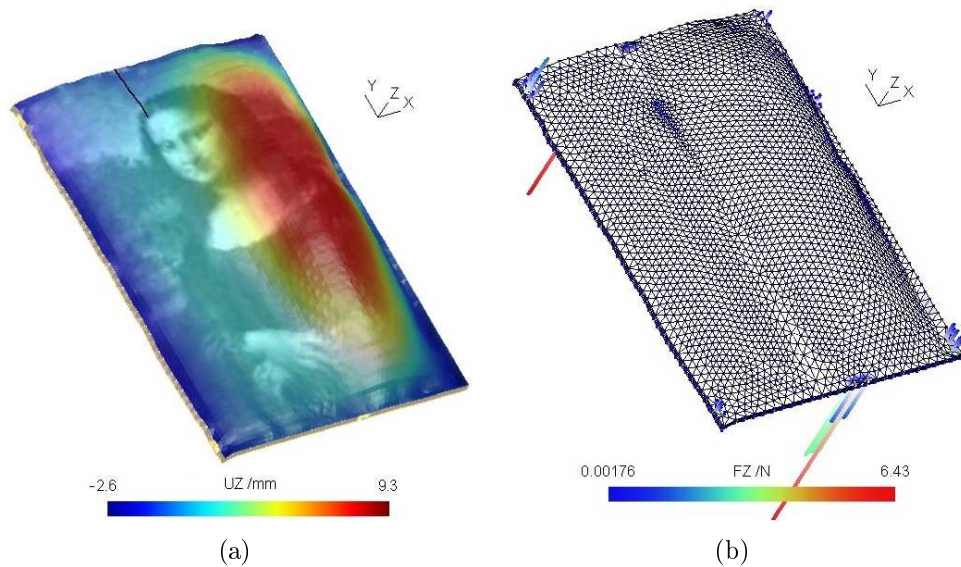 Y Z X
Y Z X
−2.6 UZ /mm 9.3
0.00176 FZ /N 6.43
(a) (b)